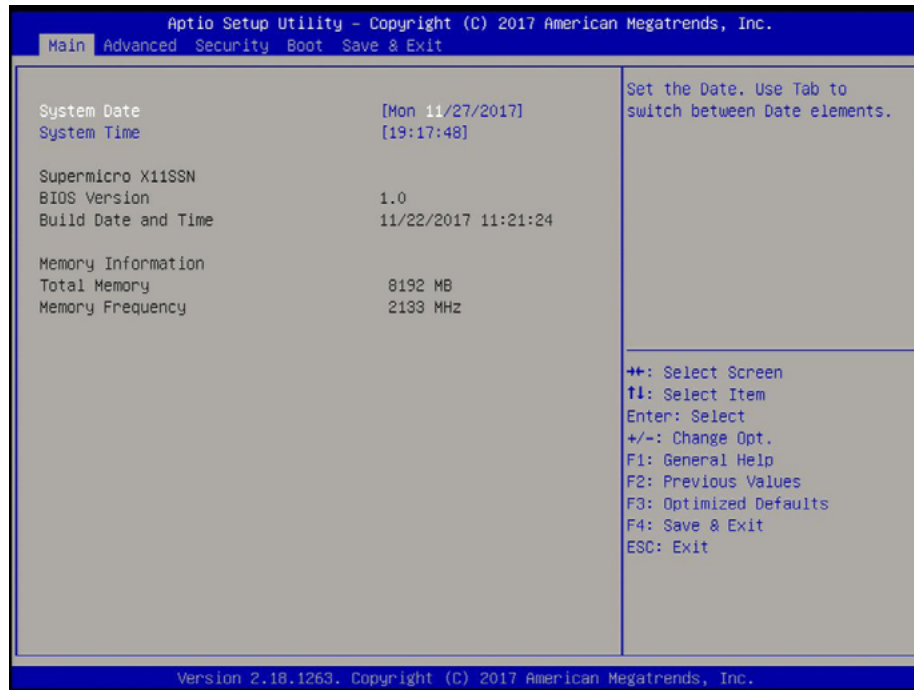 Aptio Setup Utility – Copyright (C) 2017 American Megatrends, Inc.
Main Advanced Security Boot Save & Exit
System Date [Mon 11/27/2017]
System Time [19:17:48]
Supermicro X11SSN
BIOS Version 1.0
Build Date and Time 11/22/2017 11:21:24
Memory Information
Total Memory 8192 MB
Memory Frequency 2133 MHz
Set the Date. Use Tab to
switch between Date elements.
→←: Select Screen
↑↓: Select Item
Enter: Select
+/-: Change Opt.
F1: General Help
F2: Previous Values
F3: Optimized Defaults
F4: Save & Exit
ESC: Exit
Version 2.18.1263. Copyright (C) 2017 American Megatrends, Inc.